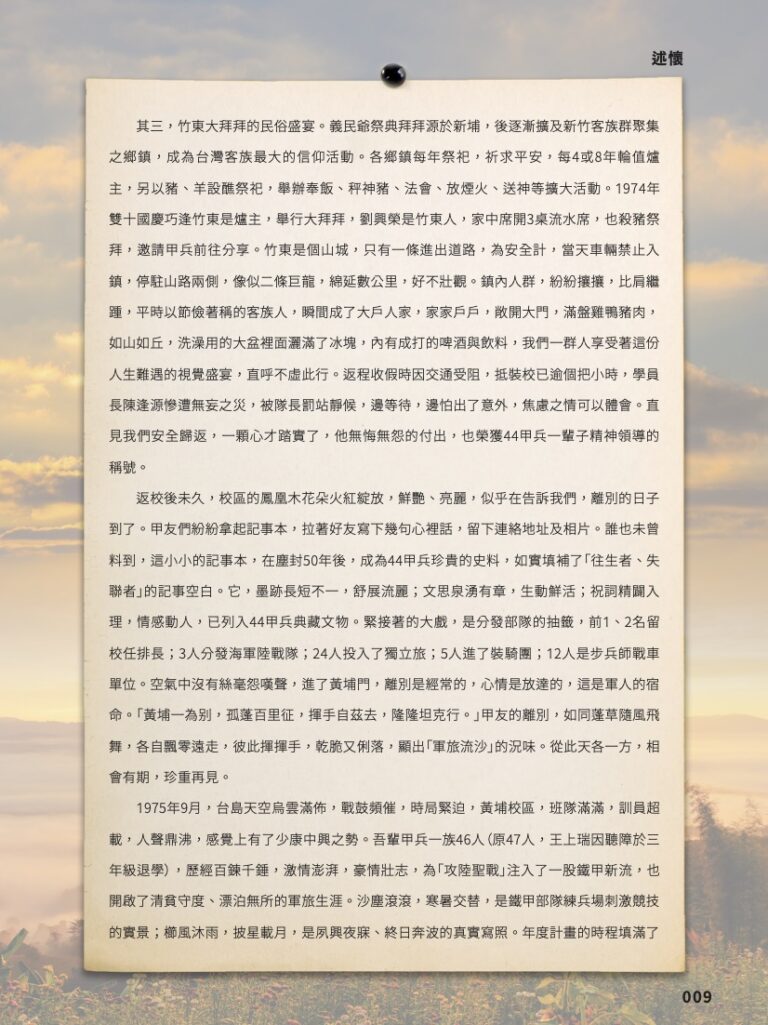 述懷
其三，竹東大拜拜的民俗盛宴。義民爺祭典拜拜源於新埔，後逐漸擴及新竹客族群聚集
之鄉鎮，成為台灣客族最大的信仰活動。各鄉鎮每年祭祀，祈求平安，每4或8年輪值爐
主，另以豬、羊設醮祭祀，舉辦奉飯、秤神豬、法會、放煙火、送神等擴大活動。1974年
雙十國慶巧逢竹東是爐主，舉行大拜拜，劉興榮是竹東人，家中席開3桌流水席，也殺豬祭
拜，邀請甲兵前往分享。竹東是個山城，只有一條進出道路，為安全計，當天車輛禁止入
鎮，停駐山路兩側，像似二條巨龍，綿延數公里，好不壯觀。鎮內人群，紛紛攘攘，比肩繼
踵，平時以節儉著稱的客族人，瞬間成了大戶人家，家家戶戶，敞開大門，滿盤雞鴨豬肉，
如山如丘，洗澡用的大盆裡面灑滿了冰塊，內有成打的啤酒與飲料，我們一群人享受著這份
人生難遇的視覺盛宴，直呼不虛此行。返程收假時因交通受阻，抵裝校已逾個把小時，學員
長陳逢源慘遭無妄之災，被隊長罰站靜候，邊等待，邊怕出了意外，焦慮之情可以體會。直
見我們安全歸返，一顆心才踏實了，他無悔無怨的付出，也榮獲44甲兵一輩子精神領導的
稱號。
返校後未久，校區的鳳凰木花朵火紅綻放，鮮艷、亮麗，似乎在告訴我們，離別的日子
到了。甲友們紛紛拿起記事本，拉著好友寫下幾句心裡話，留下連絡地址及相片。誰也未曾
料到，這小小的記事本，在塵封50年後，成為44甲兵珍貴的史料，如實填補了「往生者、失
聯者」的記事空白。它，墨跡長短不一，舒展流麗；文思泉湧有章，生動鮮活；祝詞精闢入
理，情感動人，已列入44甲兵典藏文物。緊接著的大戲，是分發部隊的抽籤，前1、2名留
校任排長；3人分發海軍陸戰隊；24人投入了獨立旅；5人進了裝騎團；12人是步兵師戰車
單位。空氣中沒有絲毫怨嘆聲，進了黃埔門，離別是經常的，心情是放達的，這是軍人的宿
命。「黃埔一為別，孤蓬百里征，揮手自茲去，隆隆坦克行。」甲友的離別，如同蓬草隨風飛
舞，各自飄零遠走，彼此揮揮手，乾脆又俐落，顯出「軍旅流沙」的況味。從此天各一方，相
會有期，珍重再見。
1975年9月，台島天空烏雲滿佈，戰鼓頻催，時局緊迫，黃埔校區，班隊滿滿，訓員超
載，人聲鼎沸，感覺上有了少康中興之勢。吾輩甲兵一族46人（原47人，王上瑞因聽障於三
年級退學），歷經百鍊千錘，激情澎湃，豪情壯志，為「攻陸聖戰」注入了一股鐵甲新流，也
開啟了清貧守度、漂泊無所的軍旅生涯。沙塵滾滾，寒暑交替，是鐵甲部隊練兵場刺激競技
的實景；櫛風沐雨，披星載月，是夙興夜寐、終日奔波的真實寫照。年度計畫的時程填滿了
009